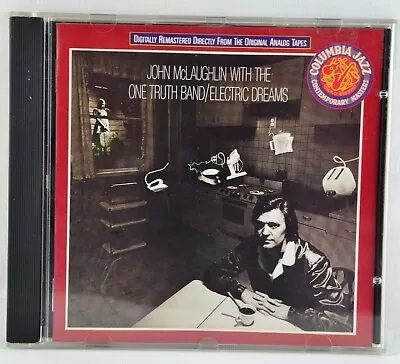 DIGITALLY REMASTERED DIRECTLY FROM THE ORIGINAL ANALOG TAPES
COLUMBIA JAZZ
CONTEMPORARY MASTERS
JOHN McLAUGHLIN WITH THE
ONE TRUTH BAND/ELECTRIC DREAMS